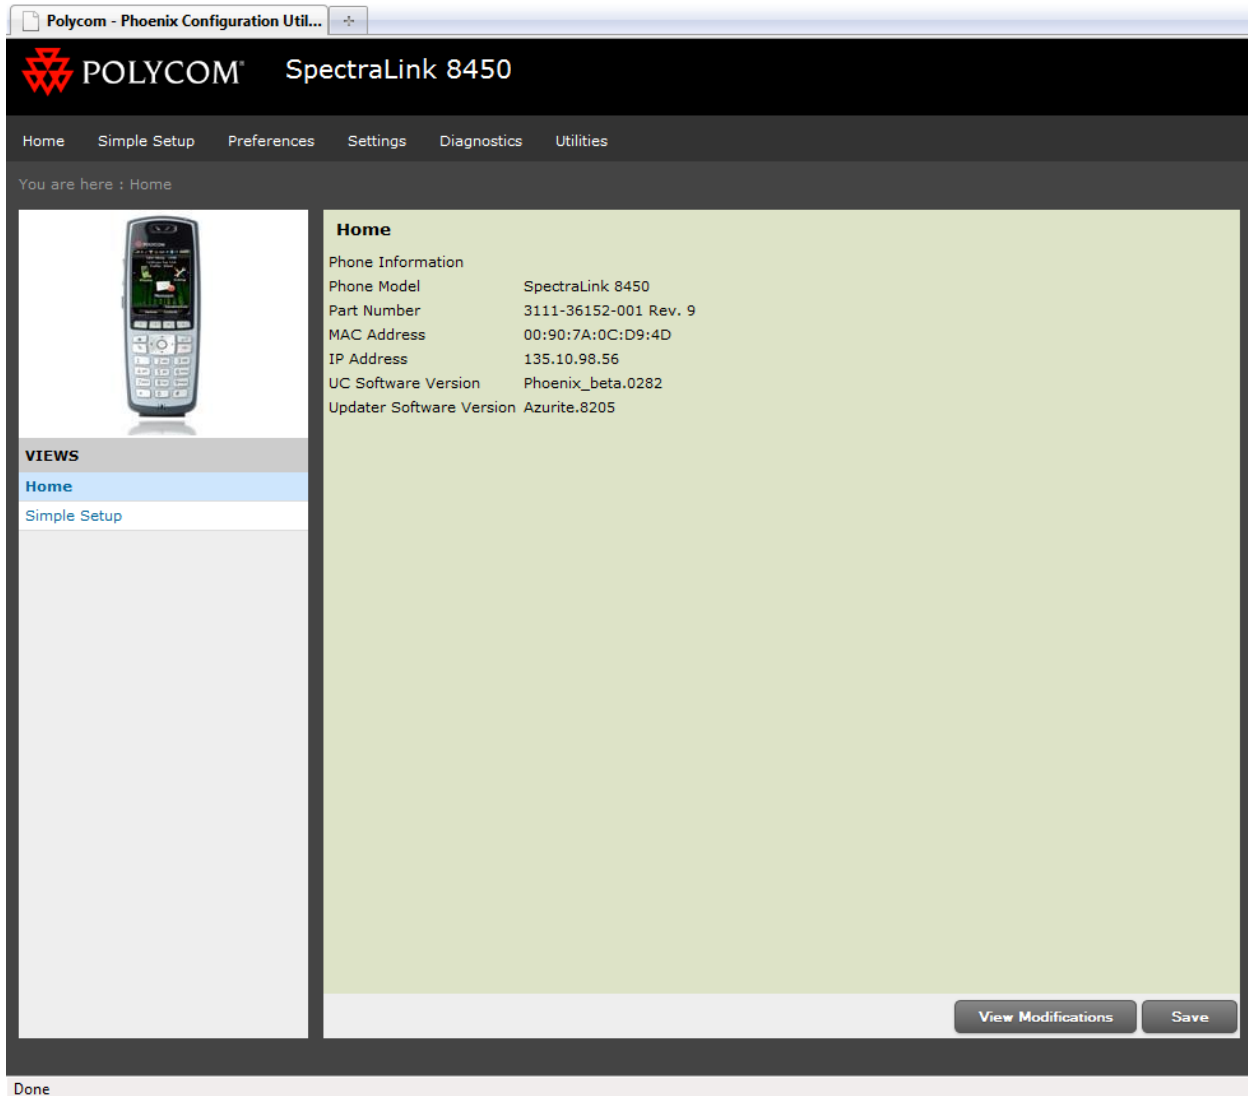 Polycom - Phoenix Configuration Util...
POLYCOM® SpectraLink 8450
Home Simple Setup Preferences Settings Diagnostics Utilities
You are here : Home
VIEWS
Home
Simple Setup
Home
Phone Information
Phone Model SpectraLink 8450
Part Number 3111-36152-001 Rev. 9
MAC Address 00:90:7A:0C:D9:4D
IP Address 135.10.98.56
UC Software Version Phoenix_beta.0282
Updater Software Version Azurite.8205
View Modifications Save
Done